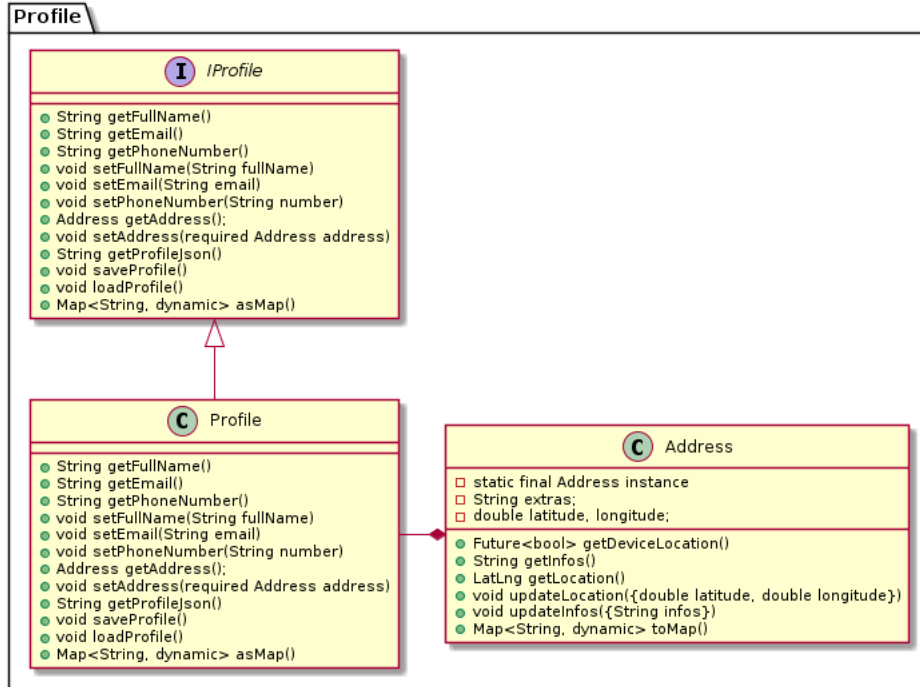 Profile
I IProfile
String getFullName()
String getEmail()
String getPhoneNumber()
void setFullName(String fullName)
void setEmail(String email)
void setPhoneNumber(String number)
Address getAddress();
void setAddress(required Address address)
String getProfileJson()
void saveProfile()
void loadProfile()
Map<String, dynamic> asMap()
C Profile
String getFullName()
String getEmail()
String getPhoneNumber()
void setFullName(String fullName)
void setEmail(String email)
void setPhoneNumber(String number)
Address getAddress();
void setAddress(required Address address)
String getProfileJson()
void saveProfile()
void loadProfile()
Map<String, dynamic> asMap()
C Address
static final Address instance
String extras;
double latitude, longitude;
Future<bool> getDeviceLocation()
String getInfos()
LatLng getLocation()
void updateLocation({double latitude, double longitude})
void updateInfos({String infos})
Map<String, dynamic> toMap()